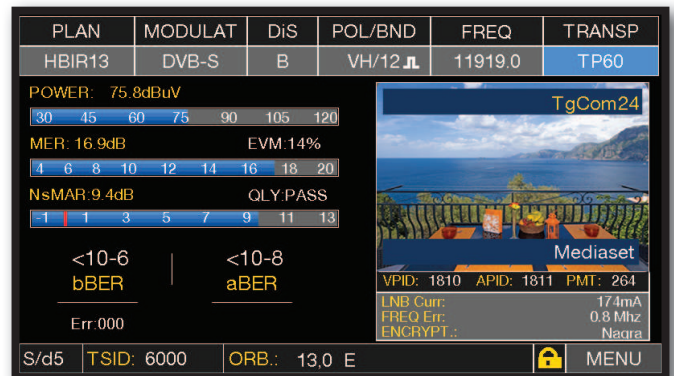 PLAN MODULAT DiS POL/BND FREQ TRANSP
HBIR13 DVB-S B VH/12 11919.0 TP60
POWER: 75.8dBuV
30 45 60 75 90 105 120
MER: 16.9dB EVM:14%
4 6 8 10 12 14 16 18 20
NsMAR:9.4dB QLY:PASS
-1 1 3 5 7 9 11 13
<10-6 <10-8
bBER aBER
Err:000
TgCom24
Mediaset
VPID: 1810 APID: 1811 PMT: 264
LNB Curr: 174mA
FREQ Err: 0.8 Mhz
ENCRYPT.: Nagra
S/d5 TSID: 6000 ORB.: 13,0 E MENU